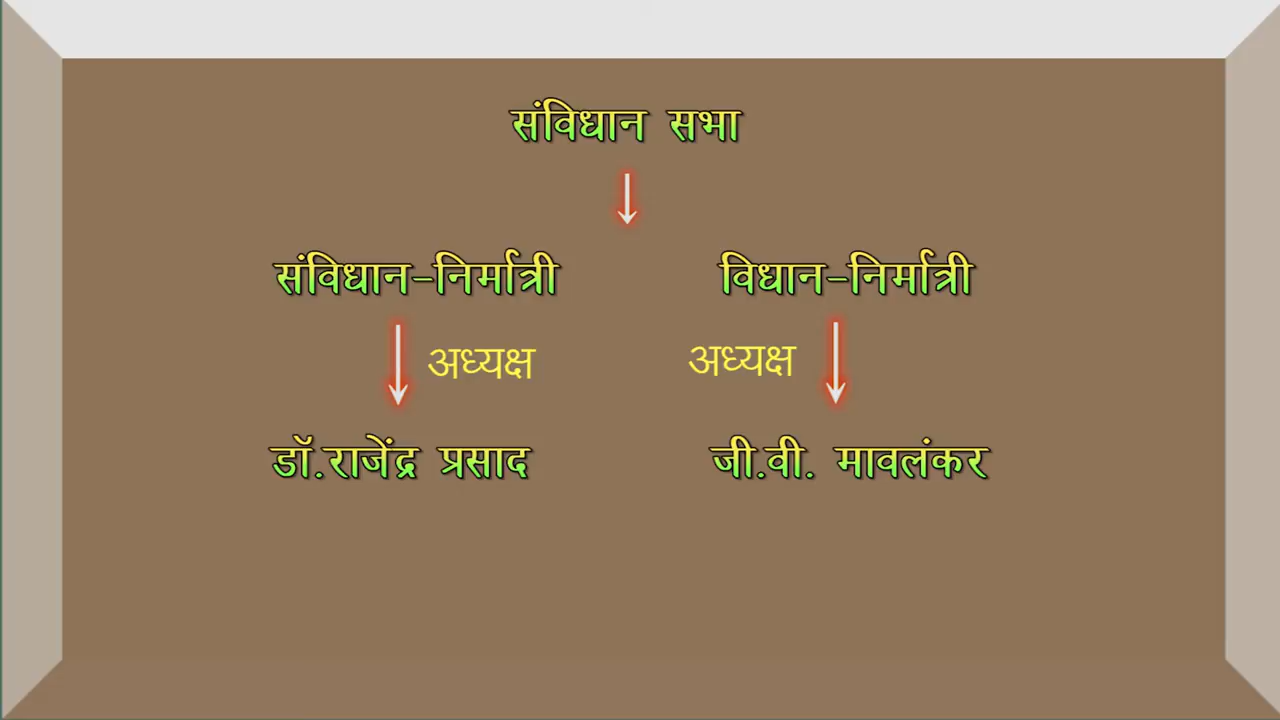 संविधान सभा
संविधान-निर्मात्री विधान-निर्मात्री
अध्यक्ष अध्यक्ष
डॉ.राजेंद्र प्रसाद जी.वी. मावलंकर